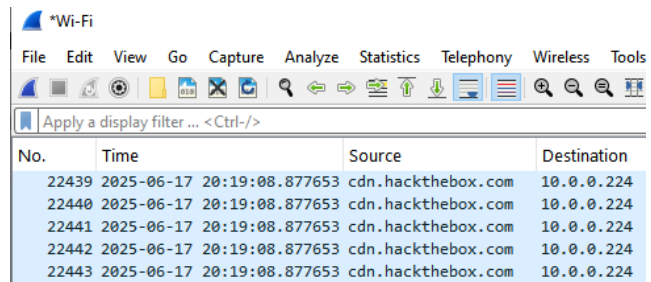 *Wi-Fi
File Edit View Go Capture Analyze Statistics Telephony Wireless Tools
Apply a display filter ... <Ctrl-/>
No. Time Source Destination
22439 2025-06-17 20:19:08.877653 cdn.hackthebox.com 10.0.0.224
22440 2025-06-17 20:19:08.877653 cdn.hackthebox.com 10.0.0.224
22441 2025-06-17 20:19:08.877653 cdn.hackthebox.com 10.0.0.224
22442 2025-06-17 20:19:08.877653 cdn.hackthebox.com 10.0.0.224
22443 2025-06-17 20:19:08.877653 cdn.hackthebox.com 10.0.0.224